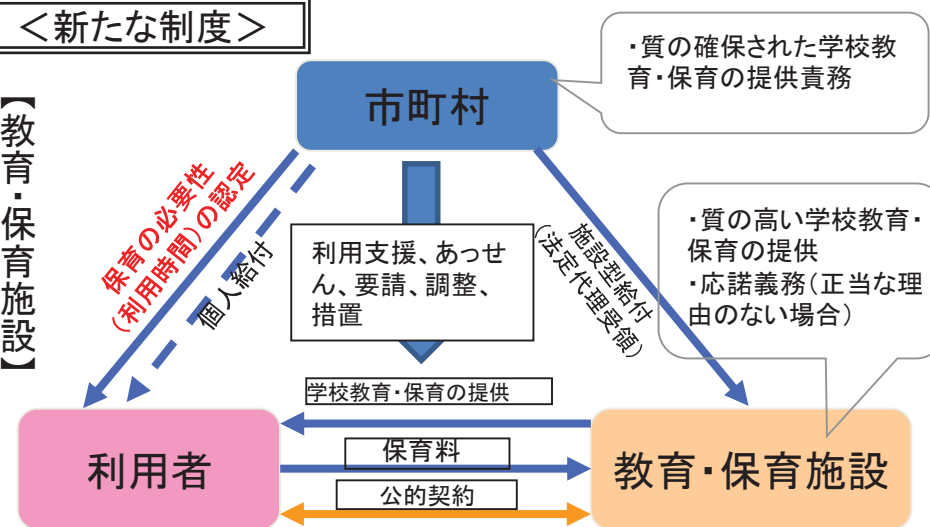 ＜新たな制度＞
【教育・保育施設】
市町村
・質の確保された学校教
育・保育の提供責務
保育の必要性
（利用時間）の認定
個人給付
利用支援、あっせ
ん、要請、調整、
措置
施設型給付
（法定代理受領）
・質の高い学校教育・
保育の提供
・応諾義務（正当な理
由のない場合）
学校教育・保育の提供
利用者
保育料
公的契約
教育・保育施設